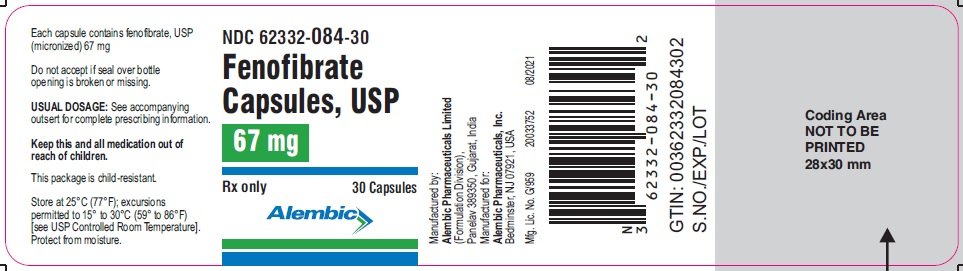 Each capsule contains fenofibrate, USP
(micronized) 67 mg
Do not accept if seal over bottle
opening is broken or missing.
USUAL DOSAGE: See accompanying
outsert for complete prescribing information.
Keep this and all medication out of
reach of children.
This package is child-resistant.
Store at 25°C (77°F); excursions
permitted to 15° to 30°C (59° to 86°F)
[see USP Controlled Room Temperature].
Protect from moisture.
NDC 62332-084-30
Fenofibrate
Capsules, USP
67 mg
Rx only 30 Capsules
Alembic
Manufactured by:
Alembic Pharmaceuticals Limited
(Formulation Division),
Panelav 389350, Gujarat, India
Manufactured for:
Alembic Pharmaceuticals, Inc.
Bedminster, NJ 07921, USA
Mfg. Lic. No. G/959 20033752 08/2021
N 3 62332-084-30 2
GTIN: 00362332084302
S.NO./EXP/LOT
Coding Area
NOT TO BE
PRINTED
28x30 mm